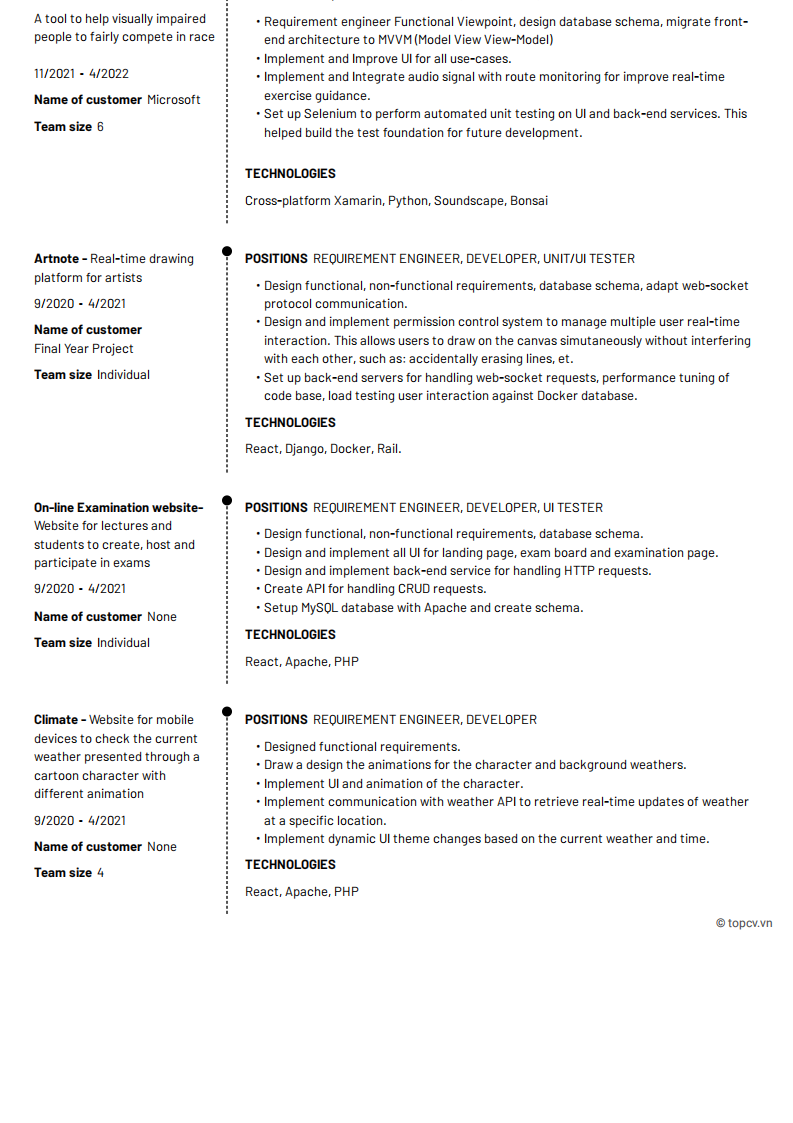 A tool to help visually impaired
people to fairly compete in race
11/2021 - 4/2022
Name of customer Microsoft
Team size 6
• Requirement engineer Functional Viewpoint, design database schema, migrate front-
end architecture to MVVM (Model View View-Model)
• Implement and Improve UI for all use-cases.
• Implement and Integrate audio signal with route monitoring for improve real-time
exercise guidance.
• Set up Selenium to perform automated unit testing on UI and back-end services. This
helped build the test foundation for future development.
TECHNOLOGIES
Cross-platform Xamarin, Python, Soundscape, Bonsai
Artnote - Real-time drawing
platform for artists
9/2020 - 4/2021
Name of customer
Final Year Project
Team size Individual
POSITIONS REQUIREMENT ENGINEER, DEVELOPER, UNIT/UI TESTER
• Design functional, non-functional requirements, database schema, adapt web-socket
protocol communication.
• Design and implement permission control system to manage multiple user real-time
interaction. This allows users to draw on the canvas simutaneously without interfering
with each other, such as: accidentally erasing lines, et.
• Set up back-end servers for handling web-socket requests, performance tuning of
code base, load testing user interaction against Docker database.
TECHNOLOGIES
React, Django, Docker, Rail.
On-line Examination website-
Website for lectures and
students to create, host and
participate in exams
9/2020 - 4/2021
Name of customer None
Team size Individual
POSITIONS REQUIREMENT ENGINEER, DEVELOPER, UI TESTER
• Design functional, non-functional requirements, database schema.
• Design and implement all UI for landing page, exam board and examination page.
• Design and implement back-end service for handling HTTP requests.
• Create API for handling CRUD requests.
• Setup MySQL database with Apache and create schema.
TECHNOLOGIES
React, Apache, PHP
Climate - Website for mobile
devices to check the current
weather presented through a
cartoon character with
different animation
9/2020 - 4/2021
Name of customer None
Team size 4
POSITIONS REQUIREMENT ENGINEER, DEVELOPER
• Designed functional requirements.
• Draw a design the animations for the character and background weathers.
• Implement UI and animation of the character.
• Implement communication with weather API to retrieve real-time updates of weather
at a specific location.
• Implement dynamic UI theme changes based on the current weather and time.
TECHNOLOGIES
React, Apache, PHP
© topcv.vn